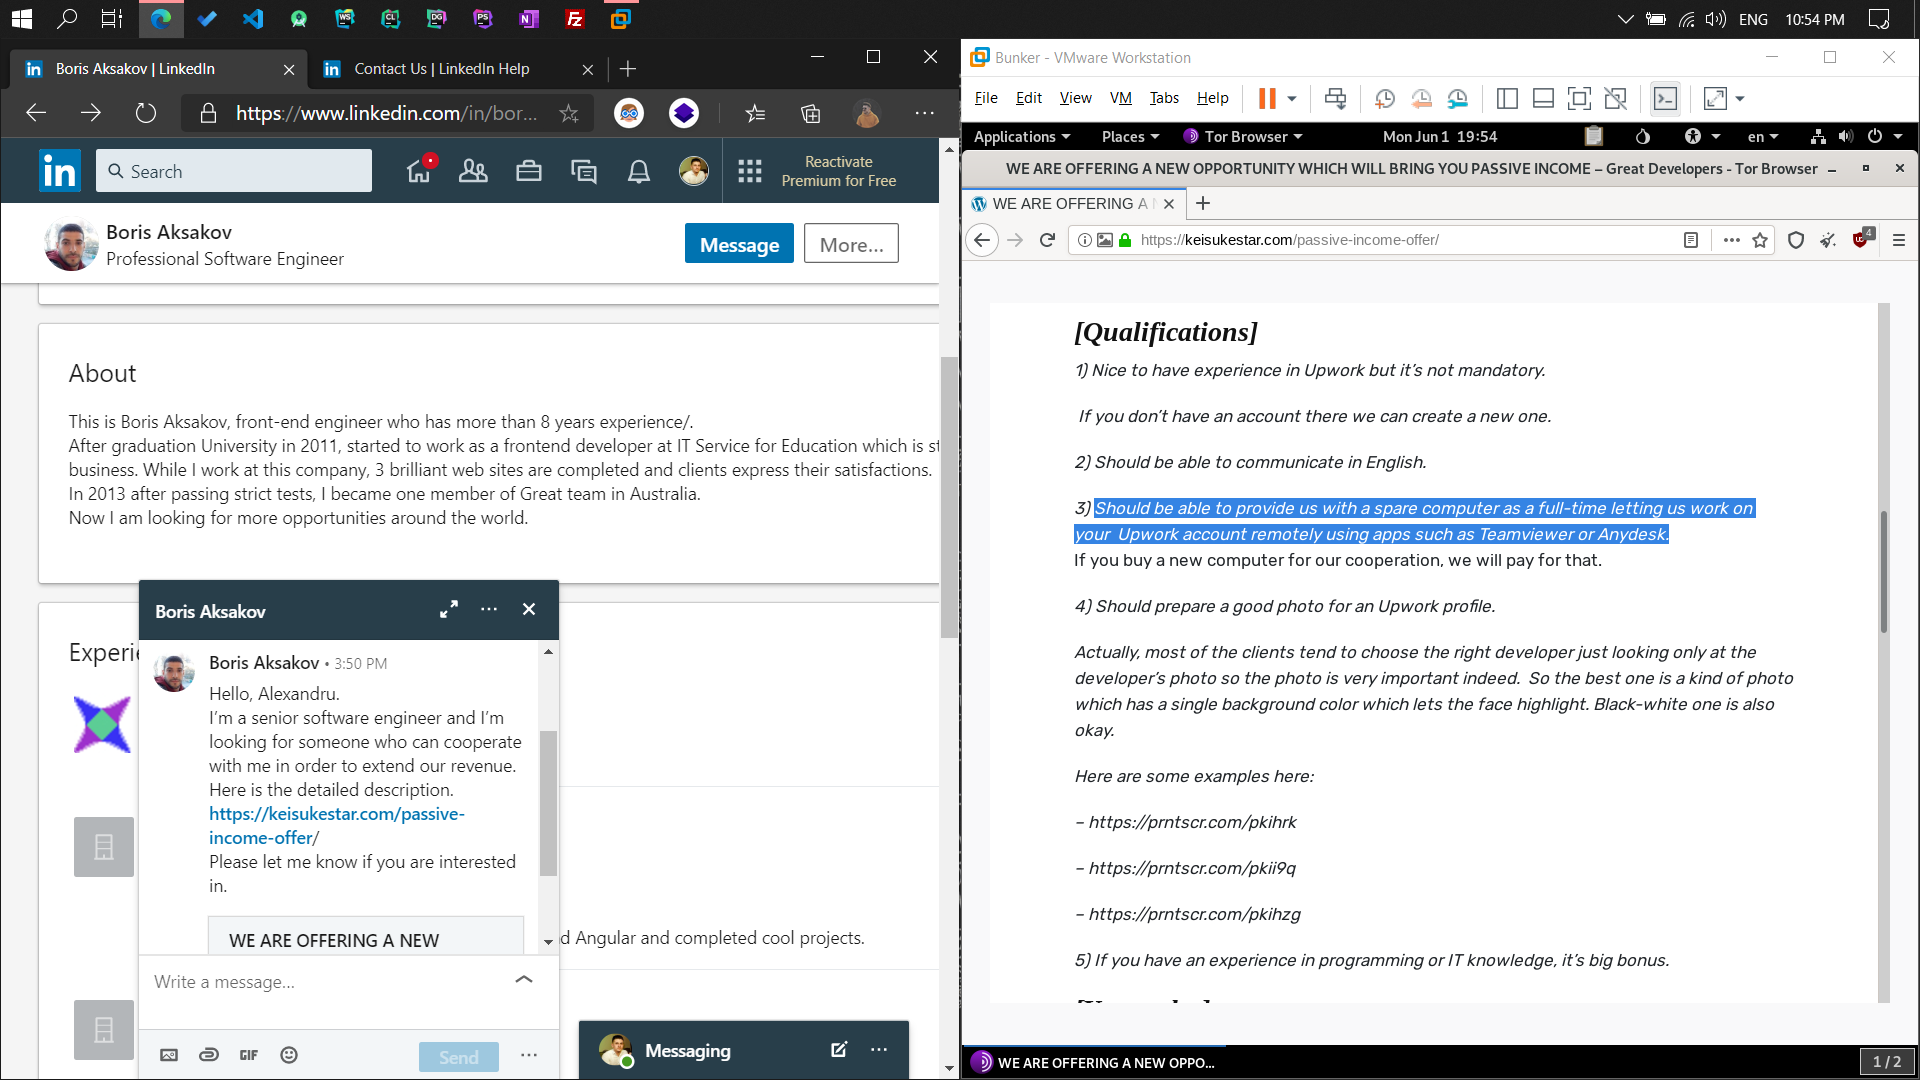 ENG
10:54 PM
Boris Aksakov | LinkedIn
Contact Us | LinkedIn Help
https://www.linkedin.com/in/bor...
Search
Reactivate
Premium for Free
Boris Aksakov
Professional Software Engineer
Message
More...
About
This is Boris Aksakov, front-end engineer who has more than 8 years experience/.
After graduation University in 2011, started to work as a frontend developer at IT Service for Education which is st
business. While I work at this company, 3 brilliant web sites are completed and clients express their satisfactions.
In 2013 after passing strict tests, I became one member of Great team in Australia.
Now I am looking for more opportunities around the world.
Experie
d Angular and completed cool projects.
Boris Aksakov
Boris Aksakov • 3:50 PM
Hello, Alexandru.
I'm a senior software engineer and I'm
looking for someone who can cooperate
with me in order to extend our revenue.
Here is the detailed description.
https://keisukestar.com/passive-
income-offer/
Please let me know if you are interested
in.
WE ARE OFFERING A NEW
Write a message...
GIF
Send
Messaging
Bunker - VMware Workstation
File Edit View VM Tabs Help
Applications Places Tor Browser Mon Jun 1 19:54 en
WE ARE OFFERING A NEW OPPORTUNITY WHICH WILL BRING YOU PASSIVE INCOME – Great Developers - Tor Browser
WE ARE OFFERING A N
https://keisukestar.com/passive-income-offer/
4
[Qualifications]
1) Nice to have experience in Upwork but it's not mandatory.
If you don't have an account there we can create a new one.
2) Should be able to communicate in English.
3) Should be able to provide us with a spare computer as a full-time letting us work on
your Upwork account remotely using apps such as Teamviewer or Anydesk.
If you buy a new computer for our cooperation, we will pay for that.
4) Should prepare a good photo for an Upwork profile.
Actually, most of the clients tend to choose the right developer just looking only at the
developer's photo so the photo is very important indeed. So the best one is a kind of photo
which has a single background color which lets the face highlight. Black-white one is also
okay.
Here are some examples here:
– https://prntscr.com/pkihrk
– https://prntscr.com/pkii9q
– https://prntscr.com/pkihzg
5) If you have an experience in programming or IT knowledge, it's big bonus.
WE ARE OFFERING A NEW OPPO...
1 / 2